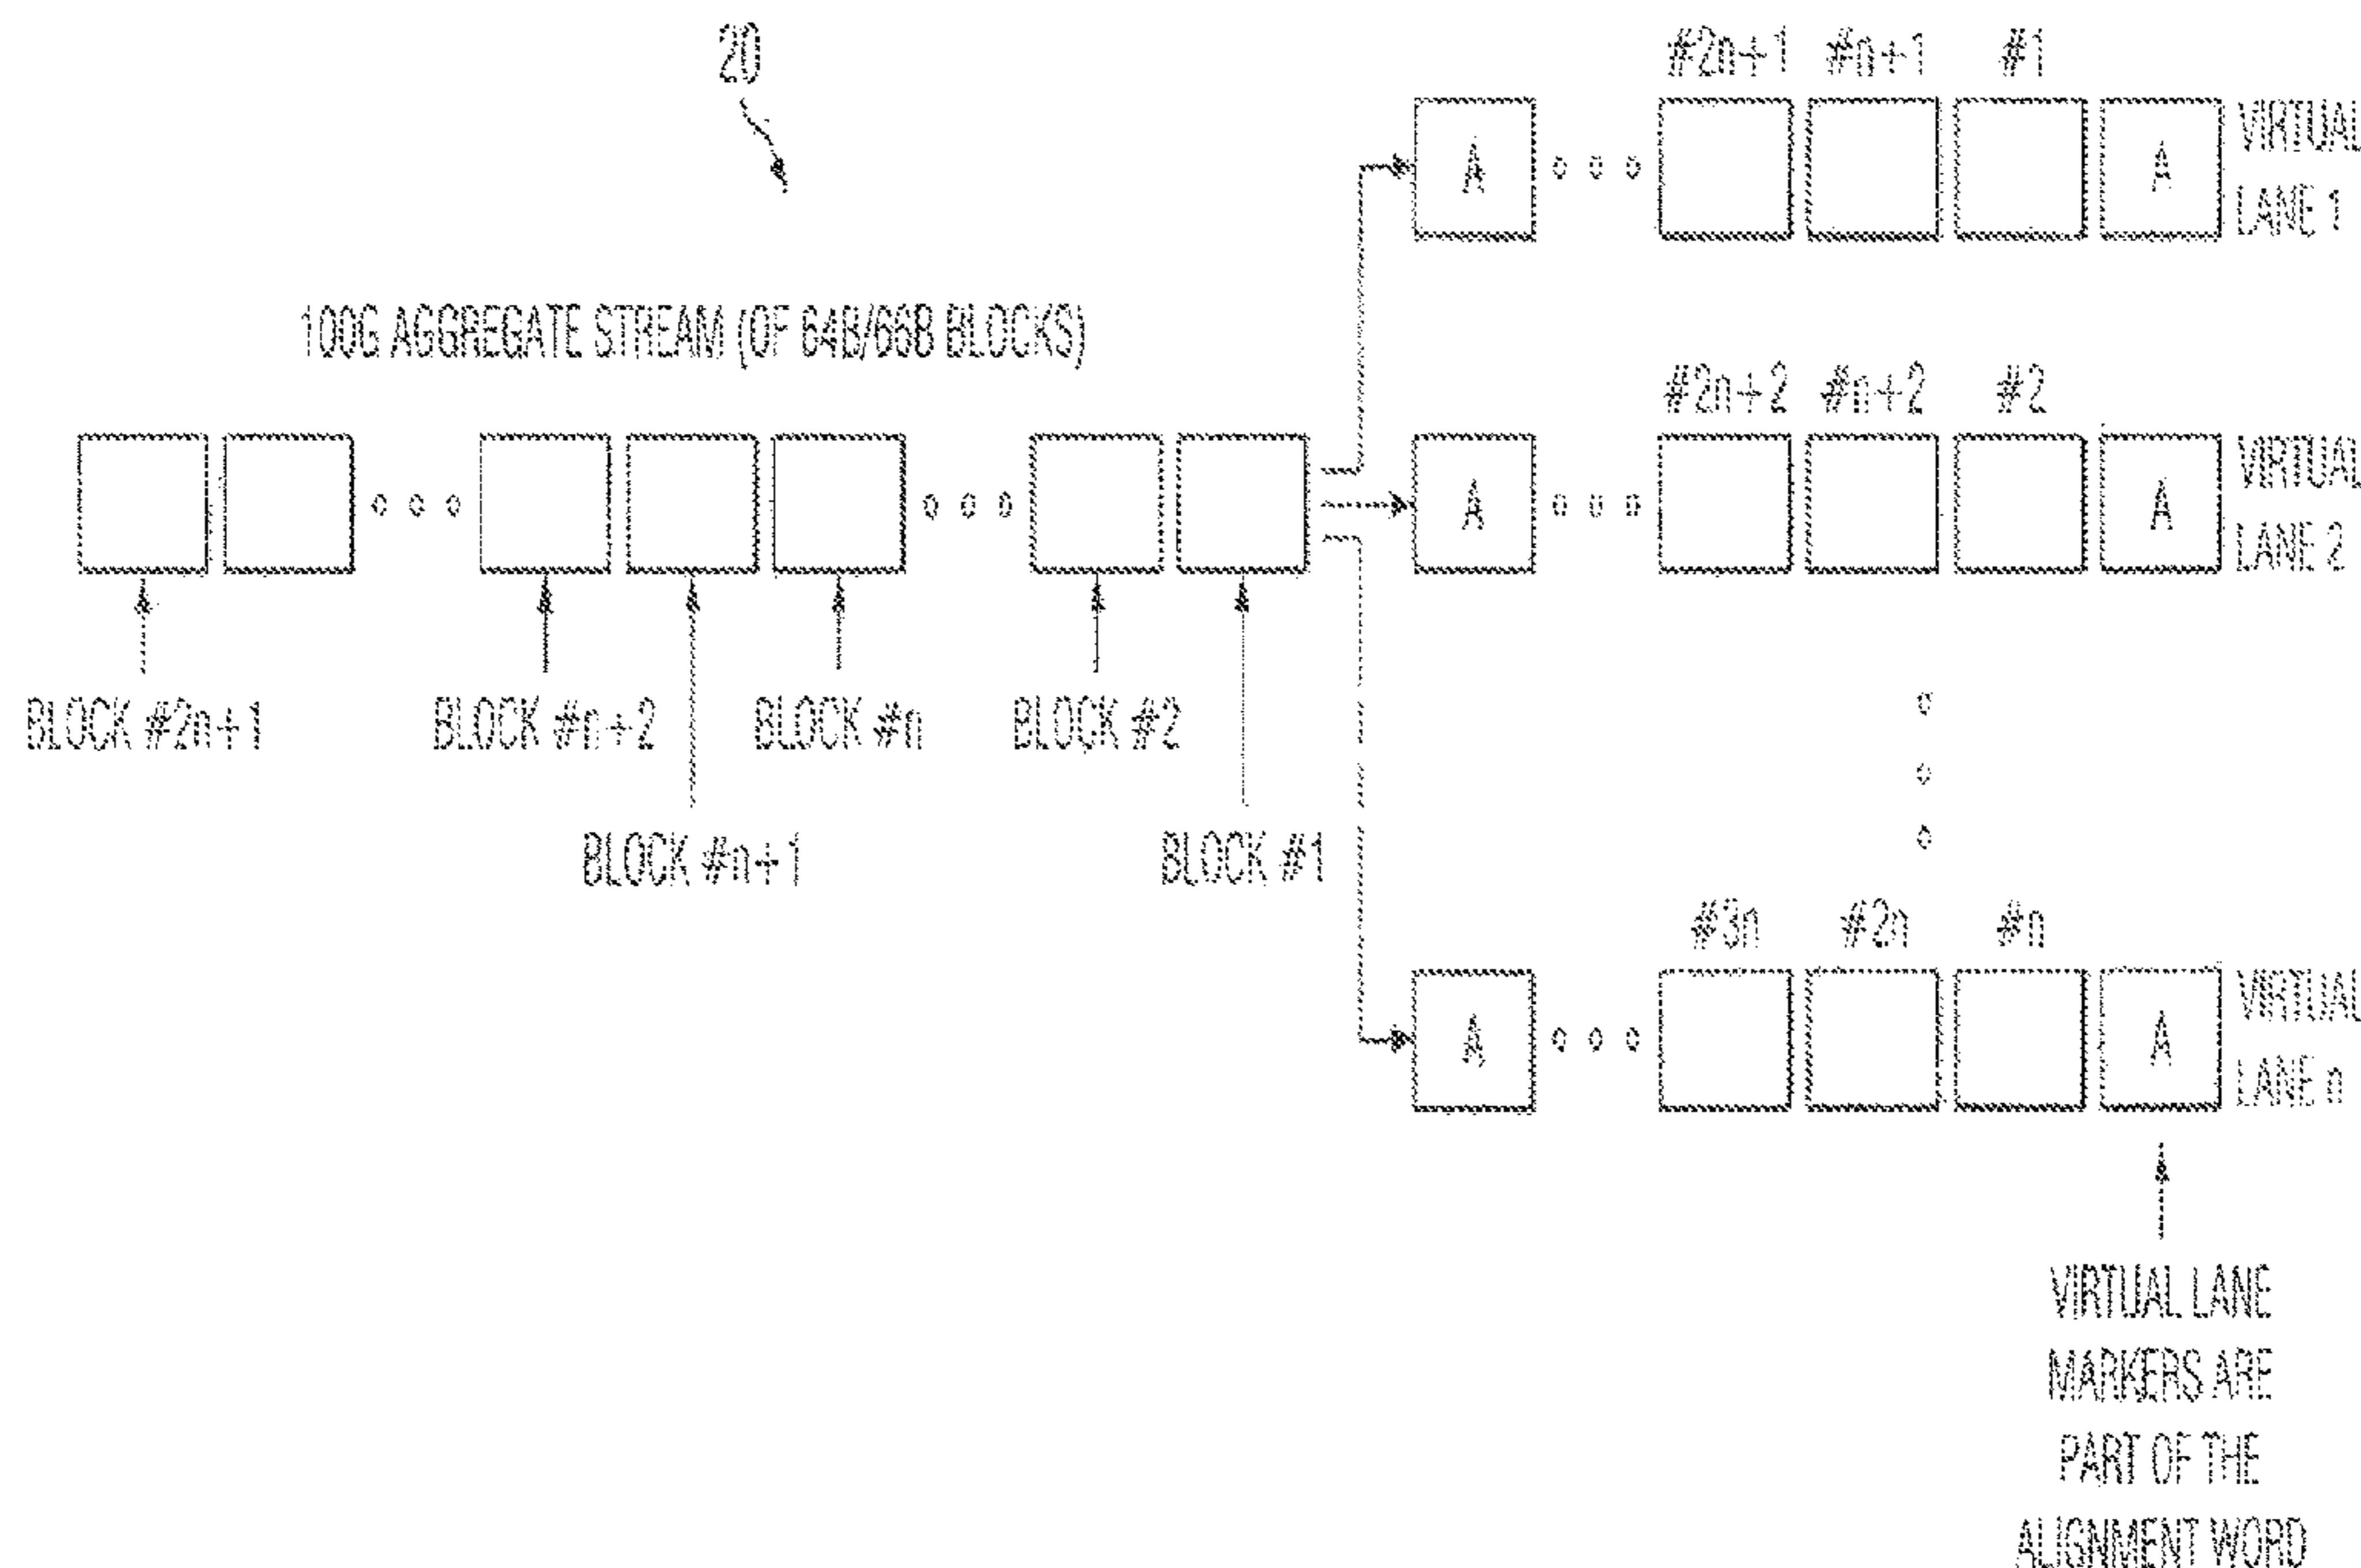 20
#2n+1 #n+1 #1
VIRTUAL
LANE 1
100G AGGREGATE STREAM (OF 64B/66B BLOCKS)
A A
#2n+2 #n+2 #2
VIRTUAL
LANE 2
A A
BLOCK #2n+1
BLOCK #n+2
BLOCK #n
BLOCK #2
BLOCK #n+1
BLOCK #1
#3n #2n #n
VIRTUAL
LANE n
A A
VIRTUAL LANE
MARKERS ARE
PART OF THE
ALIGNMENT WORD